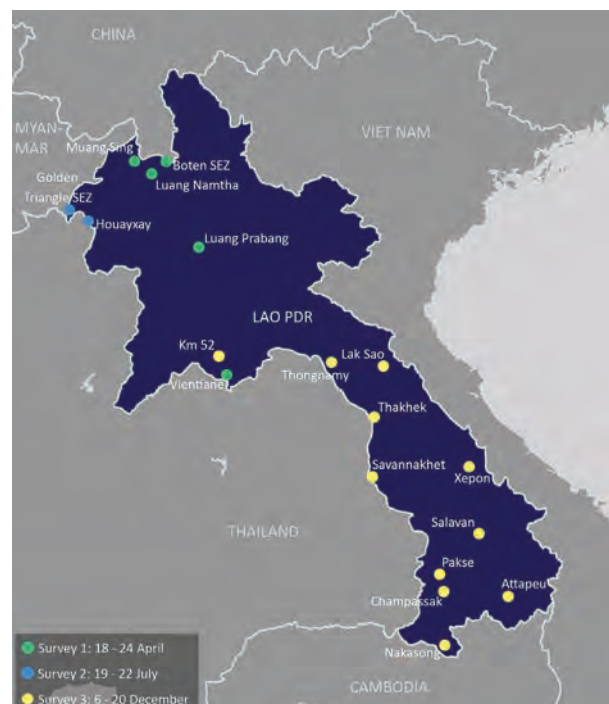 CHINA
MYAN-
MAR
VIET NAM
Muang Sing
Boten SEZ
Golden
Triangle SEZ
Luang Namtha
Houayxay
Luang Prabang
LAO PDR
Km 52
Lak Sao
Thongnamy
Vientiane
Thakhek
Savannakhet
Xepon
THAILAND
Salavan
Pakse
Attapeu
Champassak
Nakasong
CAMBODIA
Survey 1: 18 - 24 April
Survey 2: 19 - 22 July
Survey 3: 6 - 20 December